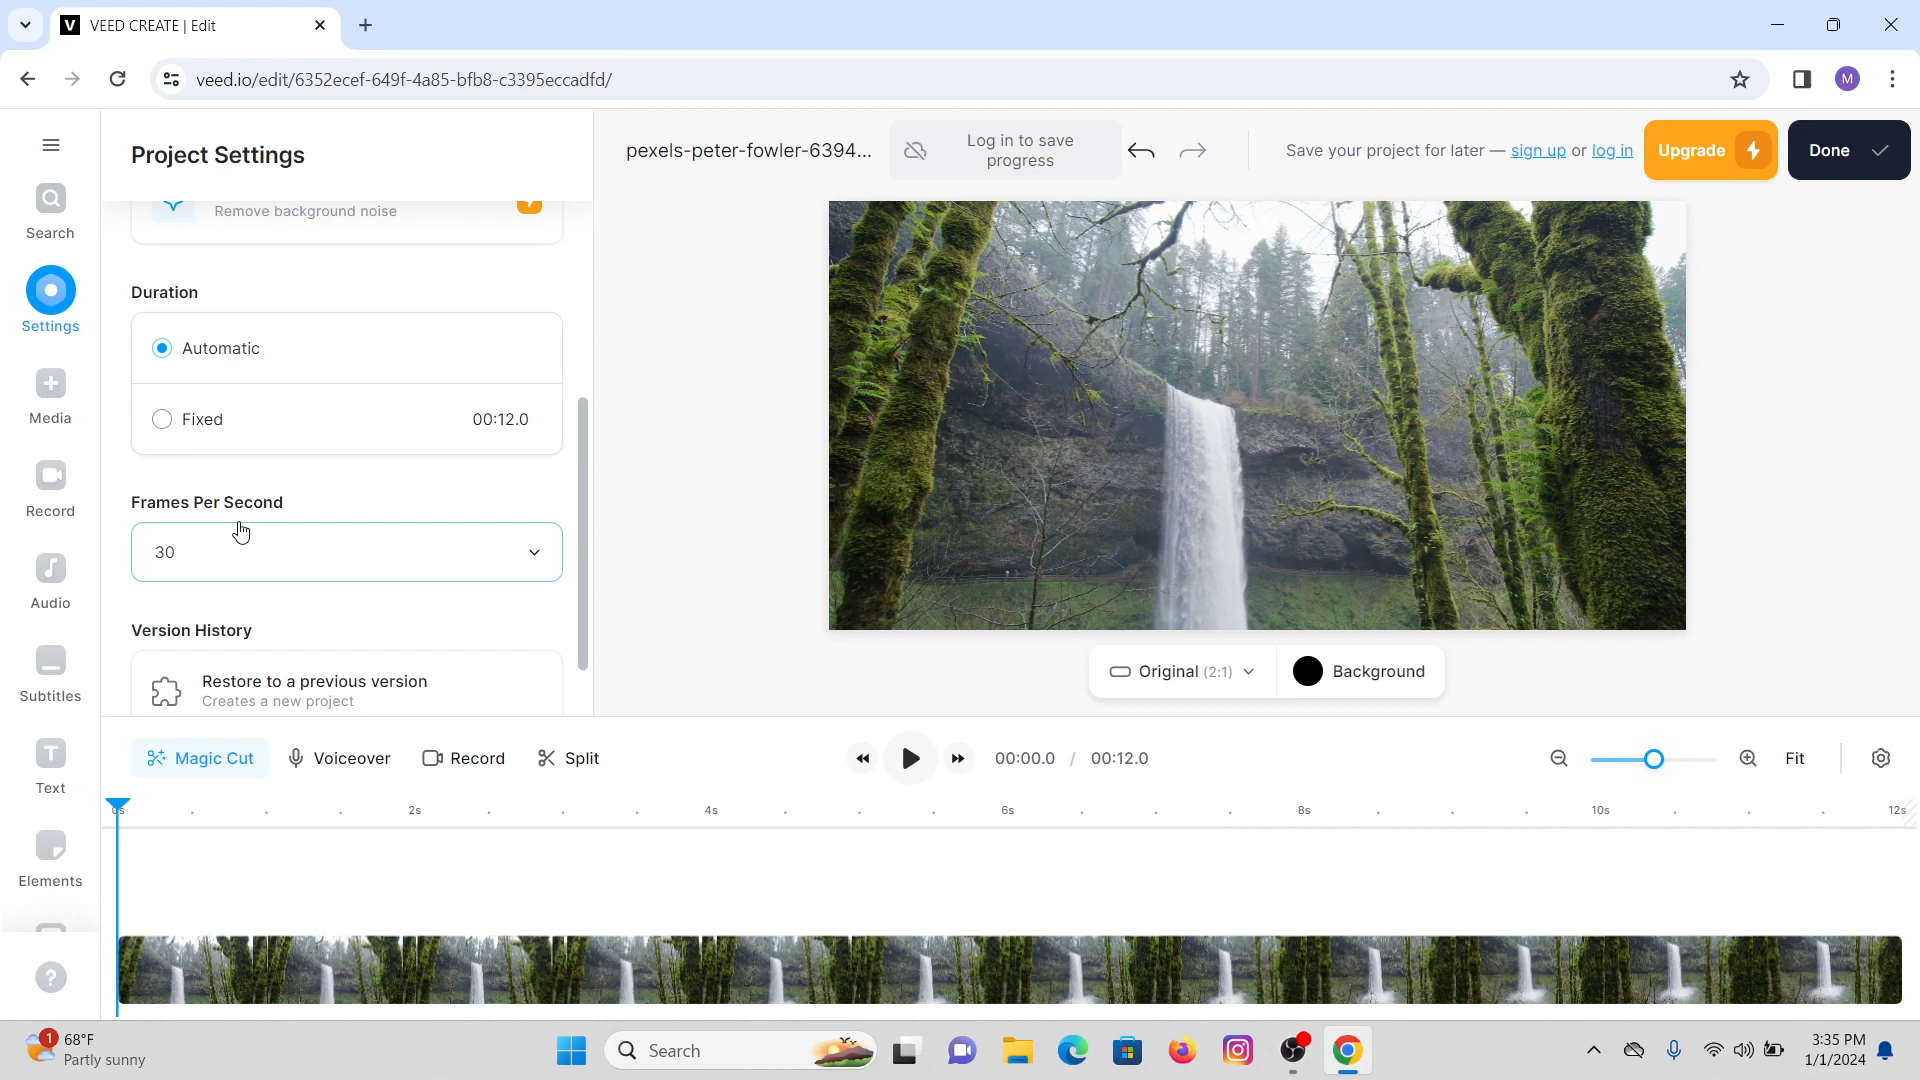 VEED CREATE | Edit
veed.io/edit/6352ecef-649f-4a85-bfb8-c3395eccadfd/
M
Search
Settings
Media
Record
Audio
Subtitles
Text
Elements
Project Settings
Remove background noise
Duration
Automatic
Fixed 00:12.0
Frames Per Second
30
Version History
Restore to a previous version
Creates a new project
pexels-peter-fowler-6394...
Log in to save
progress
Save your project for later — sign up or log in
Upgrade
Done
Original (2:1)
Background
Magic Cut
Voiceover
Record
Split
00:00.0 / 00:12.0
Fit
2s 4s 6s 8s 10s 12s
1
68°F
Partly sunny
Search
3:35 PM
1/1/2024